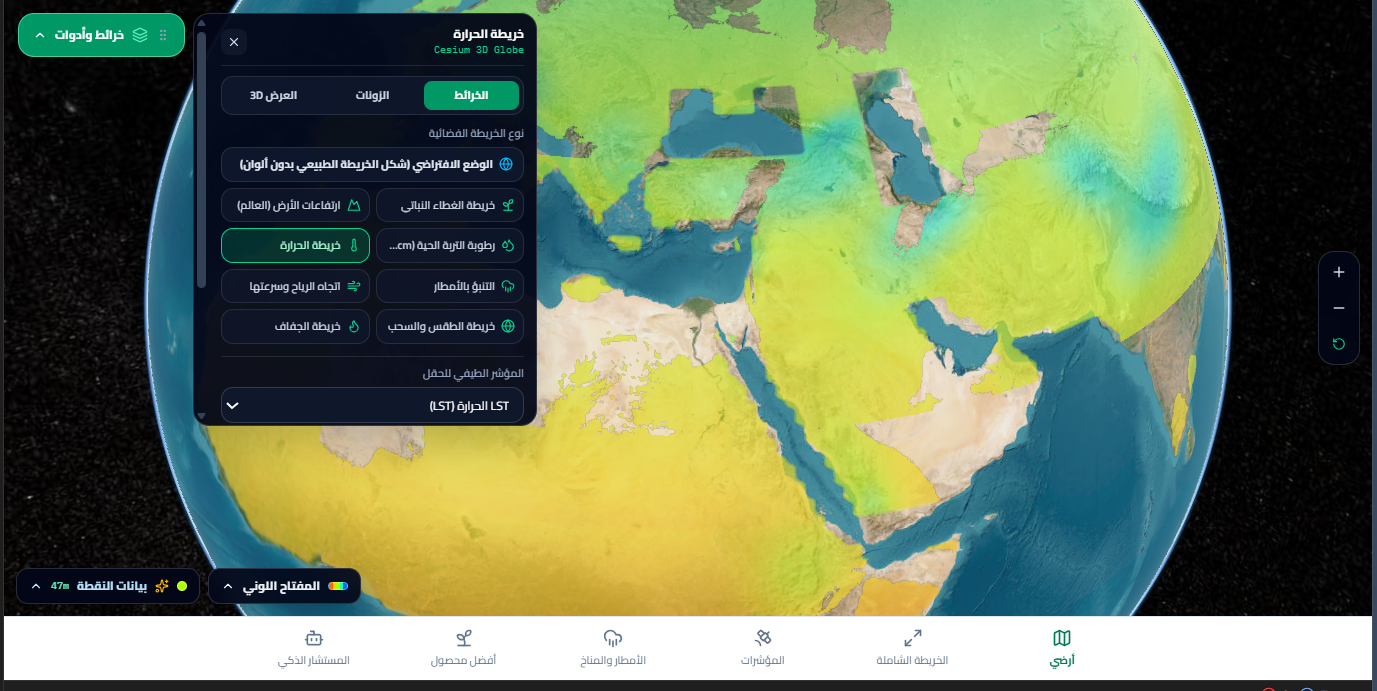 خرائط وأدوات
خريطة الحرارة
Cesium 3D Globe
الخرائط
الزونات
العرض 3D
نوع الخريطة الفضائية
الوضع الافتراضي (شكل الخريطة الطبيعي بدون ألوان)
خريطة الغطاء النباتي
ارتفاعات الأرض (العالم)
رطوبة التربة الحية (cm...
خريطة الحرارة
التنبؤ بالأمطار
اتجاه الرياح وسرعتها
خريطة الطقس والسحب
خريطة الجفاف
المؤشر الطيفي للحقل
LST الحرارة (LST)
المفتاح اللوني
بيانات النقطة 47m
أرضي
الخريطة الشاملة
المؤشرات
الأمطار والمناخ
أفضل محصول
المستشار الذكي